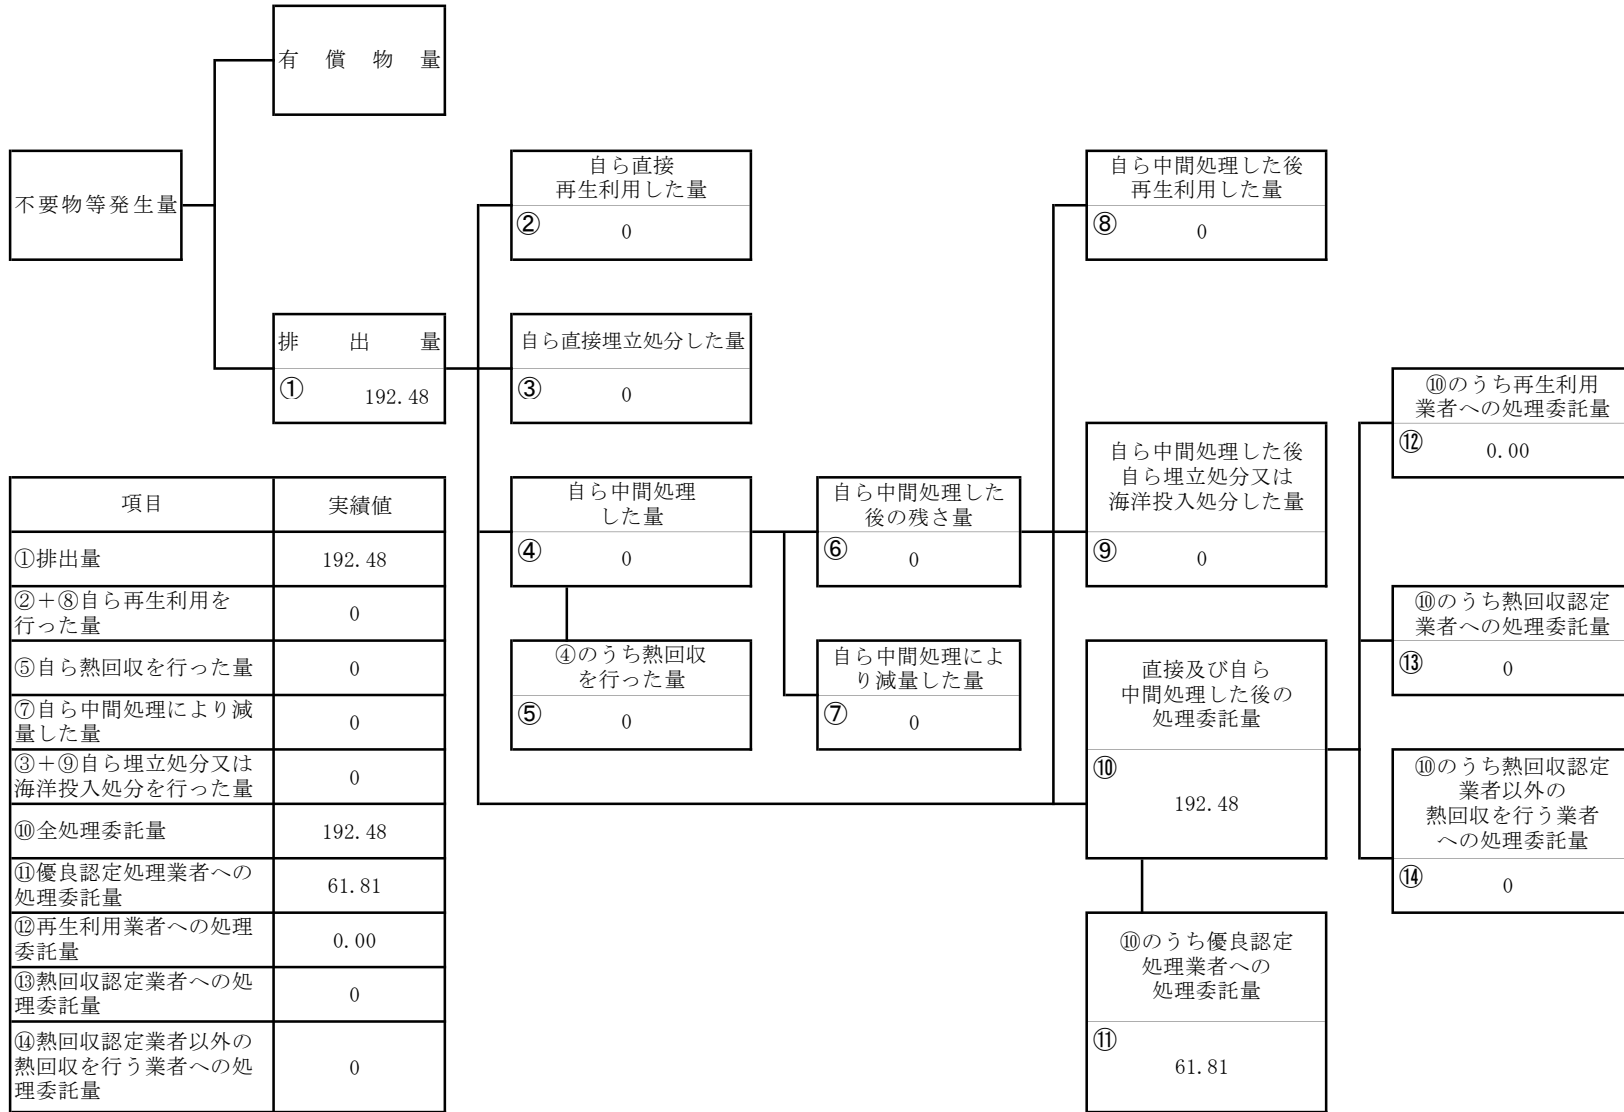 有償物量
不要物等発生量
排出量
① 192.48
自ら直接
再生利用した量
② 0
自ら直接埋立処分した量
③ 0
自ら中間処理
した量
④ 0
④のうち熱回収
を行った量
⑤ 0
自ら中間処理した
後の残さ量
⑥ 0
自ら中間処理によ
り減量した量
⑦ 0
自ら中間処理した後
再生利用した量
⑧ 0
自ら中間処理した後
自ら埋立処分又は
海洋投入処分した量
⑨ 0
直接及び自ら
中間処理した後の
処理委託量
⑩
192.48
⑩のうち優良認定
処理業者への
処理委託量
⑪
61.81
⑩のうち再生利用
業者への処理委託量
⑫ 0.00
⑩のうち熱回収認定
業者への処理委託量
⑬ 0
⑩のうち熱回収認定
業者以外の
熱回収を行う業者
への処理委託量
⑭ 0
項目 実績値
①排出量 192.48
②+⑧自ら再生利用を
行った量 0
⑤自ら熱回収を行った量 0
⑦自ら中間処理により減
量した量 0
③+⑨自ら埋立処分又は
海洋投入処分を行った量 0
⑩全処理委託量 192.48
⑪優良認定処理業者への
処理委託量 61.81
⑫再生利用業者への処理
委託量 0.00
⑬熱回収認定業者への処
理委託量 0
⑭熱回収認定業者以外の
熱回収を行う業者への処
理委託量 0